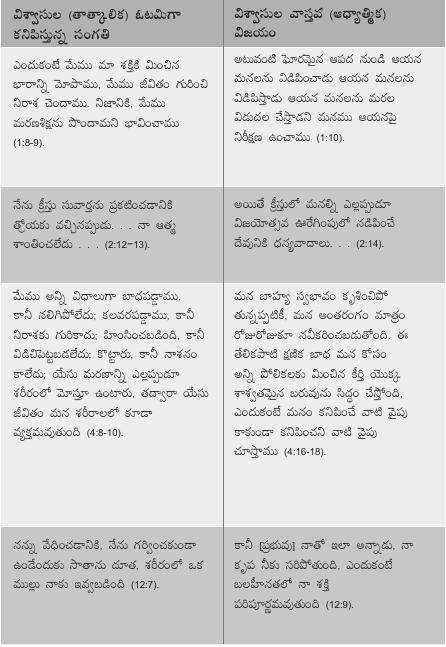 విశ్వాసుల (తాత్కాలిక) ఓటమిగా
కనిపిస్తున్న సంగతి
విశ్వాసుల వాస్తవ (ఆధ్యాత్మిక)
విజయం
ఎందుకంటే మేము మా శక్తికి మించిన
భారాన్ని మోపాము, మేము జీవితం గురించి
నిరాశ చెందాము. నిజానికి, మేము
మరణశిక్షను పొందామని భావించాము
(1:8-9).
అటువంటి ఘోరమైన ఆపద నుండి ఆయన
మనలను విడిపించాడు ఆయన మనలను
విడిపిస్తాడు ఆయన మనలను మరల
విడుదల చేస్తాడని మనము ఆయనపై
నిరీక్షణ ఉంచాము (1:10).
నేను క్రీస్తు సువార్తను ప్రకటించడానికి
త్రోయకు వచ్చినప్పుడు. . . నా ఆత్మ
శాంతించలేదు . . . (2:12–13).
అయితే క్రీస్తులో మనల్ని ఎల్లప్పుడూ
విజయోత్సవ ఊరేగింపులో నడిపించే
దేవునికి ధన్యవాదాలు. . . (2:14).
మేము అన్ని విధాలుగా బాధపడ్డాము,
కానీ నలిగిపోలేదు; కలవరపడ్డాము, కానీ
నిరాశకు గురికాదు; హింసించబడింది, కానీ
విడిచిపెట్టబడలేదు; కొట్టారు, కానీ నాశనం
కాలేదు; యేసు మరణాన్ని ఎల్లప్పుడూ
శరీరంలో మోస్తూ ఉంటారు, తద్వారా యేసు
జీవితం మన శరీరాలలో కూడా
వ్యక్తమవుతుంది (4:8-10).
మన బాహ్య స్వభావం కృశించిపో
తున్నప్పటికీ, మన అంతరంగం మాత్రం
రోజురోజుకూ నవీకరించబడుతోంది. ఈ
తేలికపాటి క్షణిక బాధ మన కోసం
అన్ని పోలికలకు మించిన కీర్తి యొక్క
శాశ్వతమైన బరువును సిద్ధం చేస్తోంది,
ఎందుకంటే మనం కనిపించే వాటి వైపు
కాకుండా కనిపించని వాటి వైపు
చూస్తాము (4:16-18).
నన్ను వేధించడానికి, నేను గర్వించకుండా
ఉండేందుకు సాతాను దూత, శరీరంలో ఒక
ముల్లు నాకు ఇవ్వబడింది (12:7).
కానీ [ప్రభువు] నాతో ఇలా అన్నాడు, నా
కృప నీకు సరిపోతుంది, ఎందుకంటే
బలహీనతలో నా శక్తి
పరిపూర్ణమవుతుంది (12:9).